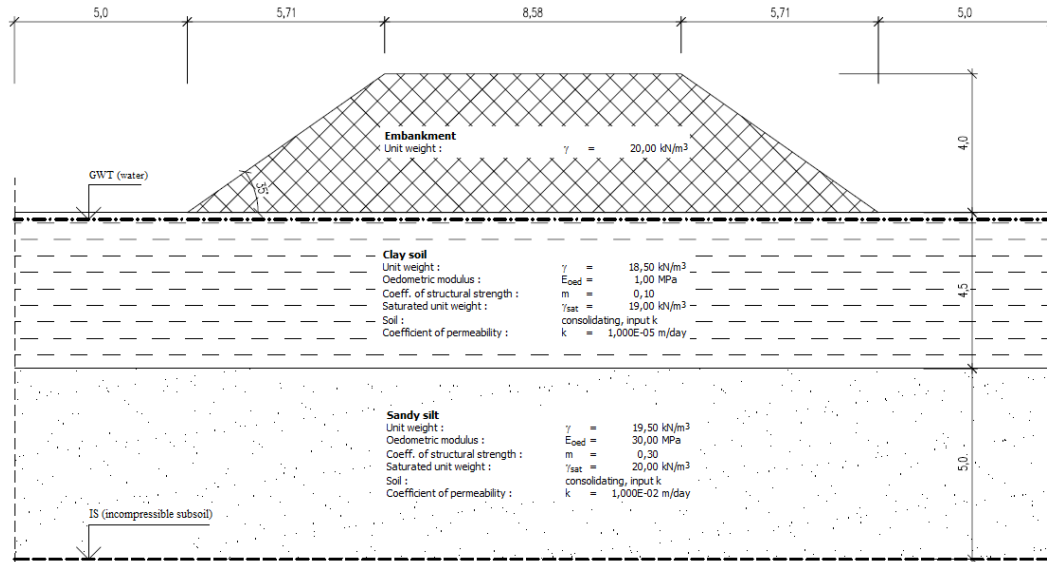 5,0 5,71 8,58 5,71 5,0
Embankment
Unit weight : γ = 20,00 kN/m³
4,0
GWT (water)
35°
Clay soil
Unit weight : γ = 18,50 kN/m³
Oedometric modulus : Eoed = 1,00 MPa
Coeff. of structural strength : m = 0,10
Saturated unit weight : γsat = 19,00 kN/m³
Soil : consolidating, input k
Coefficient of permeability : k = 1,000E-05 m/day
4,5
Sandy silt
Unit weight : γ = 19,50 kN/m³
Oedometric modulus : Eoed = 30,00 MPa
Coeff. of structural strength : m = 0,30
Saturated unit weight : γsat = 20,00 kN/m³
Soil : consolidating, input k
Coefficient of permeability : k = 1,000E-02 m/day
5,0
IS (incompressible subsoil)